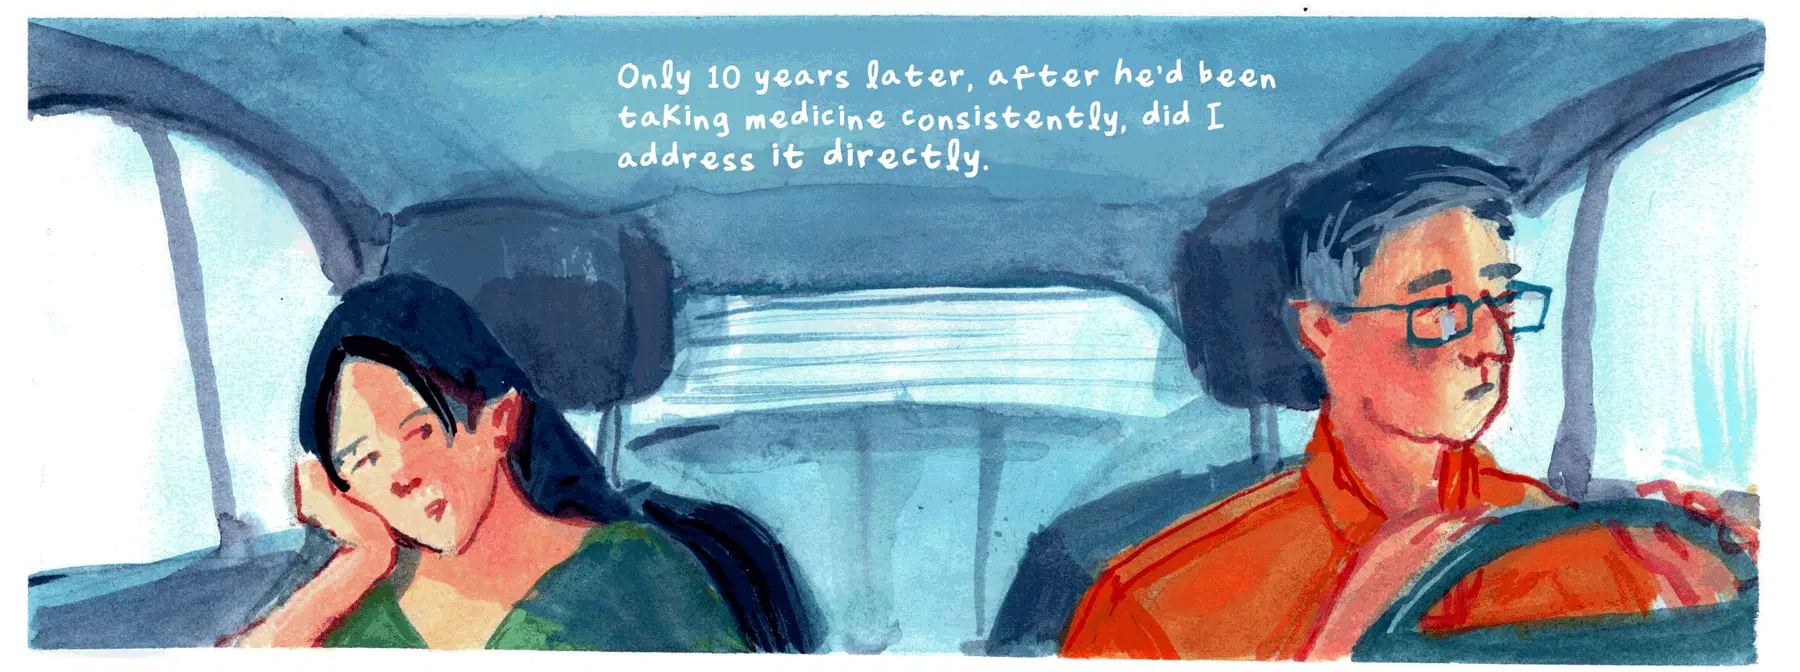 Only 10 years later, after he'd been
taking medicine consistently, did I
address it directly.